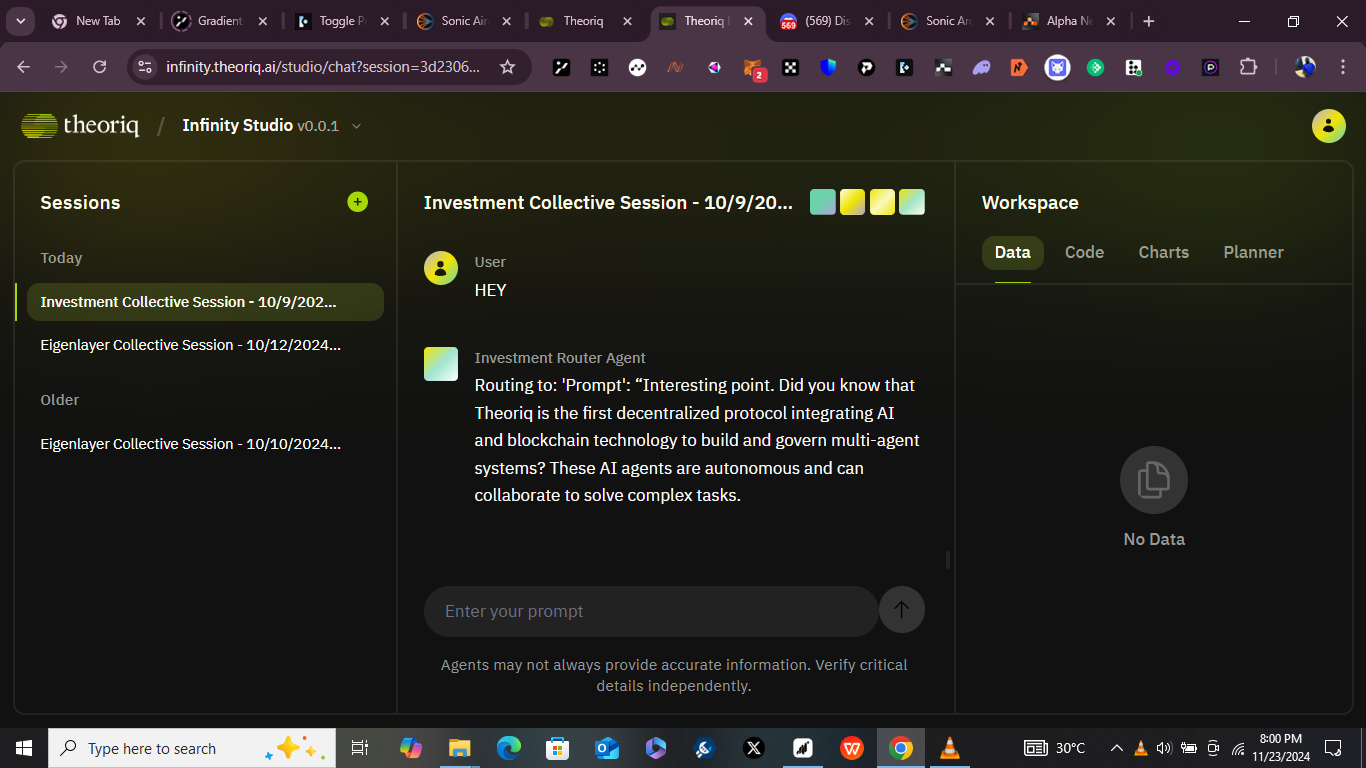 New Tab
Gradient
Toggle P
Sonic Air
Theoriq
Theoriq
(569) Dis
Sonic Arc
Alpha Ne
infinity.theoriq.ai/studio/chat?session=3d2306...
2
theoriq / Infinity Studio v0.0.1
Sessions
Today
Investment Collective Session - 10/9/202...
Eigenlayer Collective Session - 10/12/2024...
Older
Eigenlayer Collective Session - 10/10/2024...
Investment Collective Session - 10/9/20...
User
HEY
Investment Router Agent
Routing to: 'Prompt': “Interesting point. Did you know that
Theoriq is the first decentralized protocol integrating AI
and blockchain technology to build and govern multi-agent
systems? These AI agents are autonomous and can
collaborate to solve complex tasks.
Enter your prompt
Agents may not always provide accurate information. Verify critical
details independently.
Workspace
Data Code Charts Planner
No Data
Type here to search
30°C
8:00 PM
11/23/2024